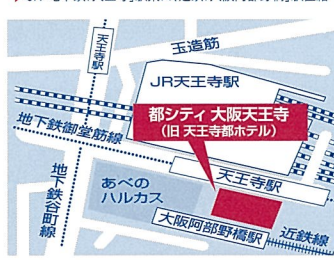 天王寺駅
玉造筋
JR天王寺駅
都シティ 大阪天王寺
(旧 天王寺都ホテル)
地下鉄御堂筋線
天王寺駅
地下鉄谷町線
あべの
ハルカス
大阪阿部野橋駅
近鉄線